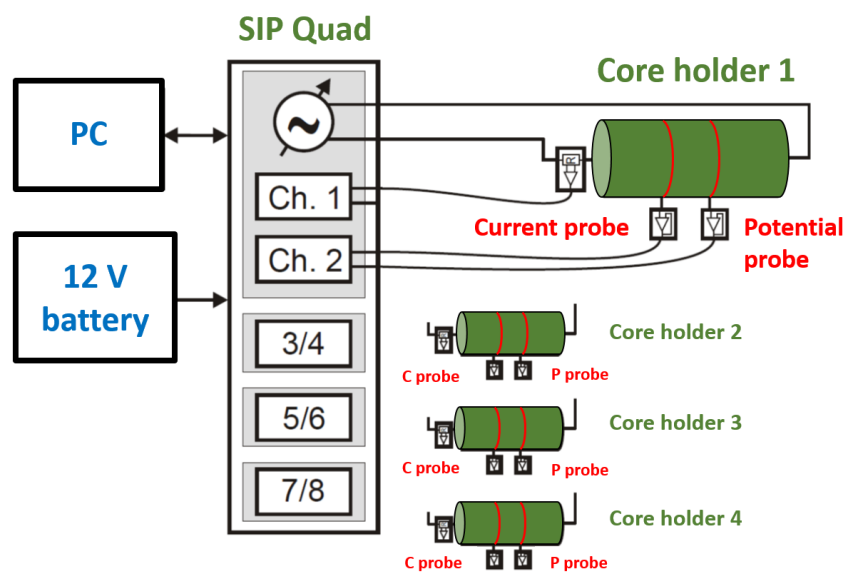 SIP Quad
Core holder 1
PC
Ch. 1
R
Current probe
Potential
probe
Ch. 2
12 V
battery
3/4
Core holder 2
C probe
P probe
5/6
Core holder 3
C probe
P probe
7/8
Core holder 4
C probe
P probe